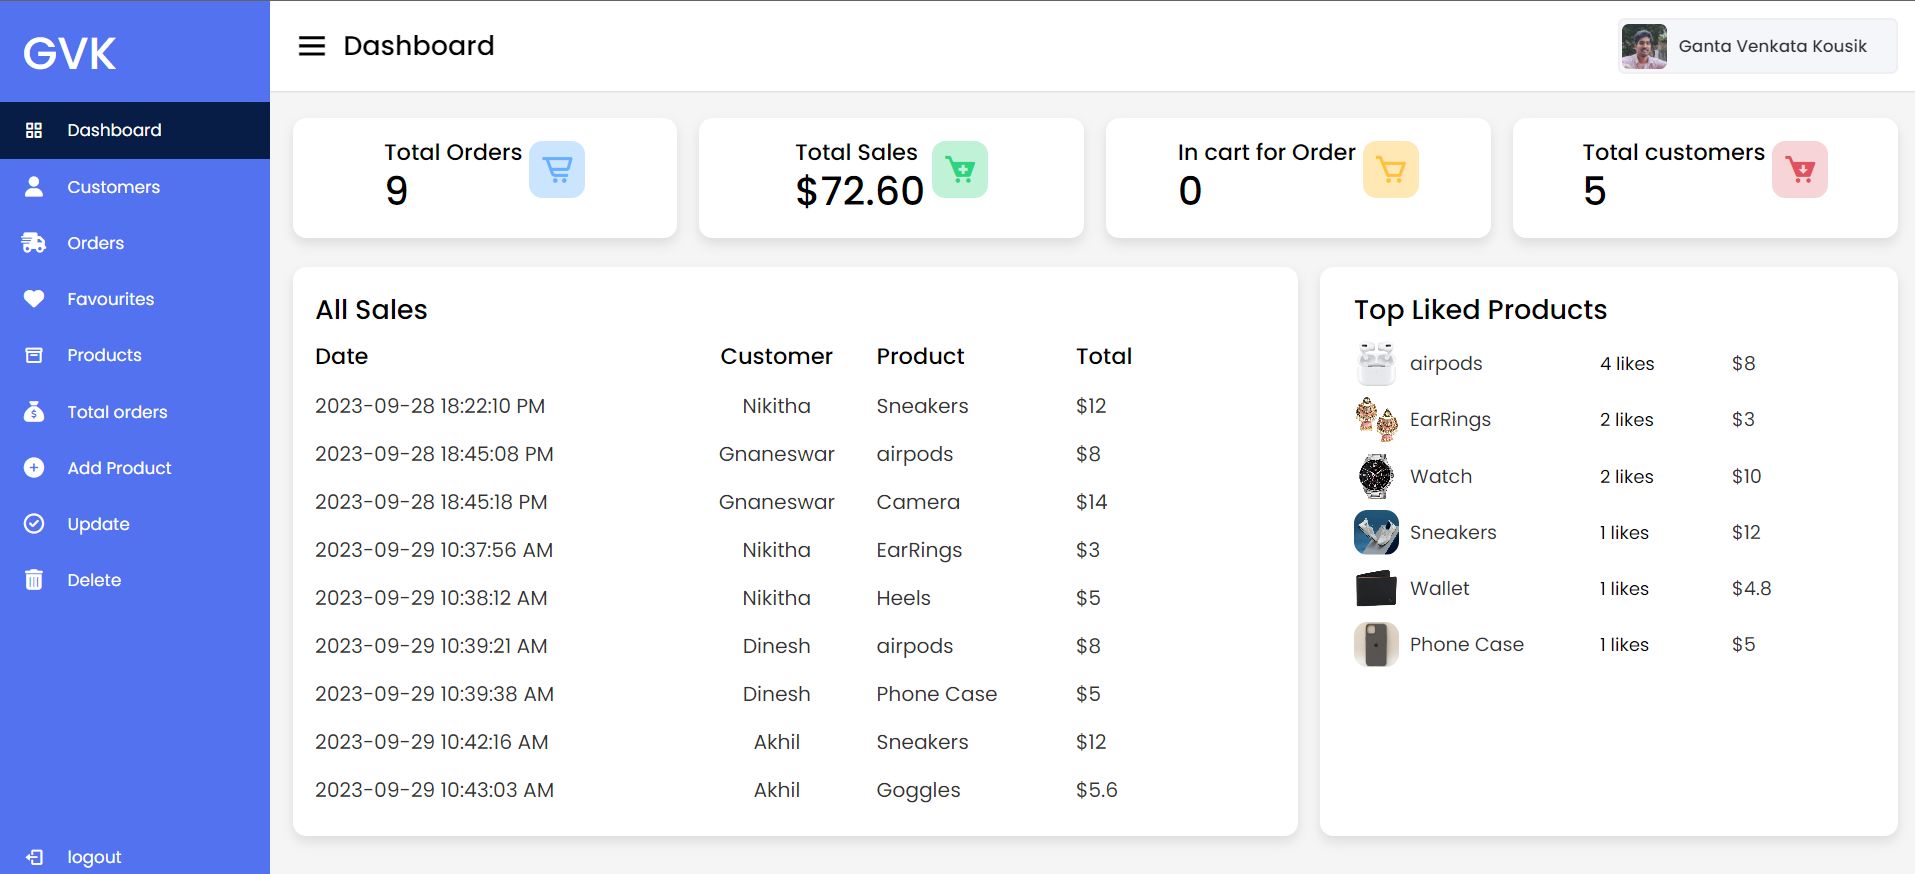 GVK
Dashboard
Customers
Orders
Favourites
Products
Total orders
Add Product
Update
Delete
logout
Dashboard
Ganta Venkata Kousik
Total Orders
9
Total Sales
$72.60
In cart for Order
0
Total customers
5
All Sales
Date Customer Product Total
2023-09-28 18:22:10 PM Nikitha Sneakers $12
2023-09-28 18:45:08 PM Gnaneswar airpods $8
2023-09-28 18:45:18 PM Gnaneswar Camera $14
2023-09-29 10:37:56 AM Nikitha EarRings $3
2023-09-29 10:38:12 AM Nikitha Heels $5
2023-09-29 10:39:21 AM Dinesh airpods $8
2023-09-29 10:39:38 AM Dinesh Phone Case $5
2023-09-29 10:42:16 AM Akhil Sneakers $12
2023-09-29 10:43:03 AM Akhil Goggles $5.6
Top Liked Products
airpods 4 likes $8
EarRings 2 likes $3
Watch 2 likes $10
Sneakers 1 likes $12
Wallet 1 likes $4.8
Phone Case 1 likes $5